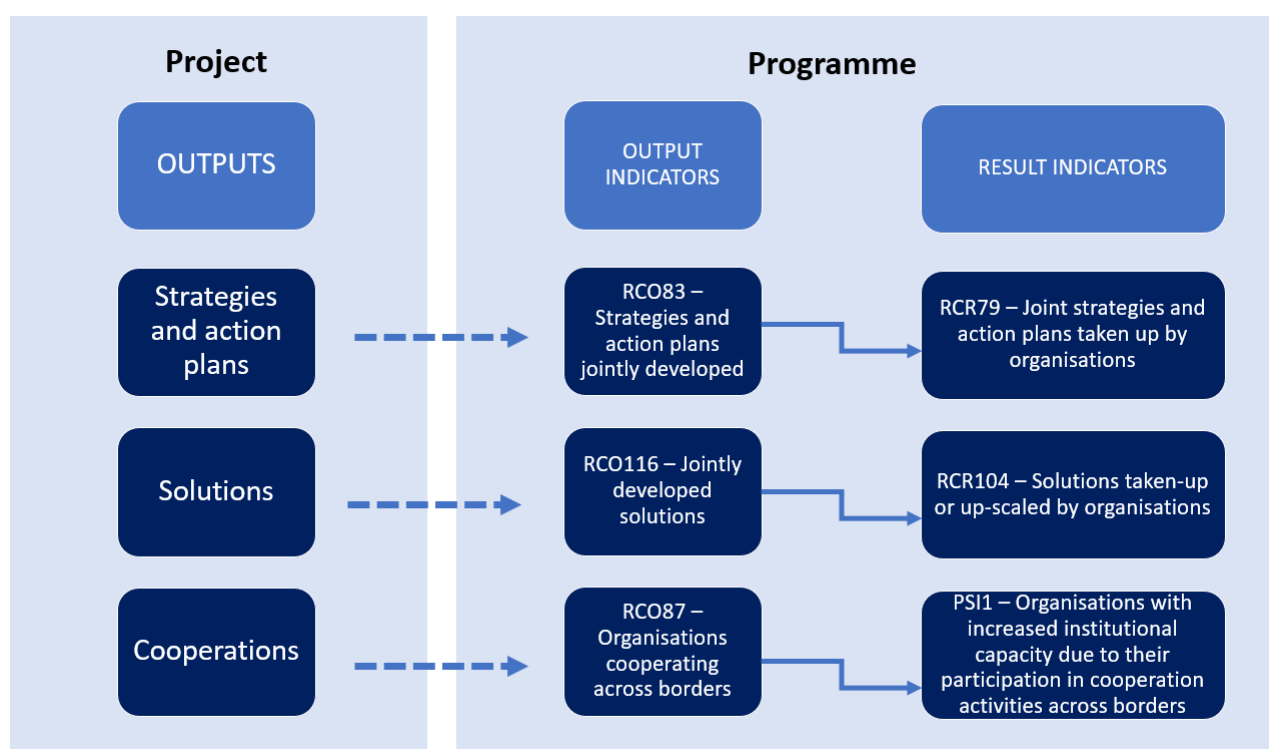 Project
Programme
OUTPUTS
OUTPUT
INDICATORS
RESULT INDICATORS
Strategies
and action
plans
RCO83 –
Strategies and
action plans
jointly developed
RCR79 – Joint strategies and
action plans taken up by
organisations
Solutions
RCO116 – Jointly
developed
solutions
RCR104 – Solutions taken-up
or up-scaled by organisations
Cooperations
RCO87 –
Organisations
cooperating
across borders
PSI1 – Organisations with
increased institutional
capacity due to their
participation in cooperation
activities across borders